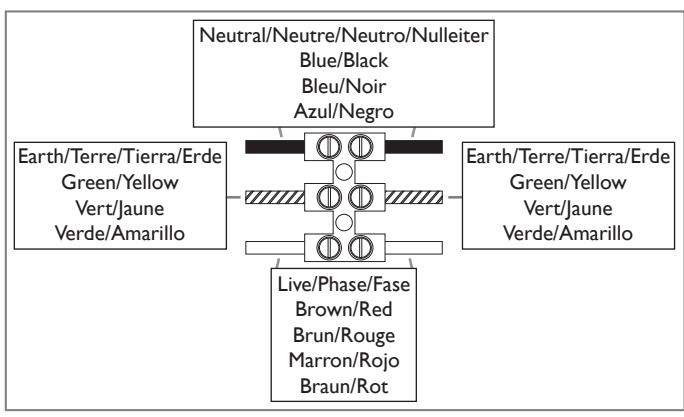 Neutral/Neutre/Neutro/Nulleiter
Blue/Black
Bleu/Noir
Azul/Negro
Earth/Terre/Tierra/Erde
Green/Yellow
Vert/Jaune
Verde/Amarillo
Earth/Terre/Tierra/Erde
Green/Yellow
Vert/Jaune
Verde/Amarillo
Live/Phase/Fase
Brown/Red
Brun/Rouge
Marron/Rojo
Braun/Rot